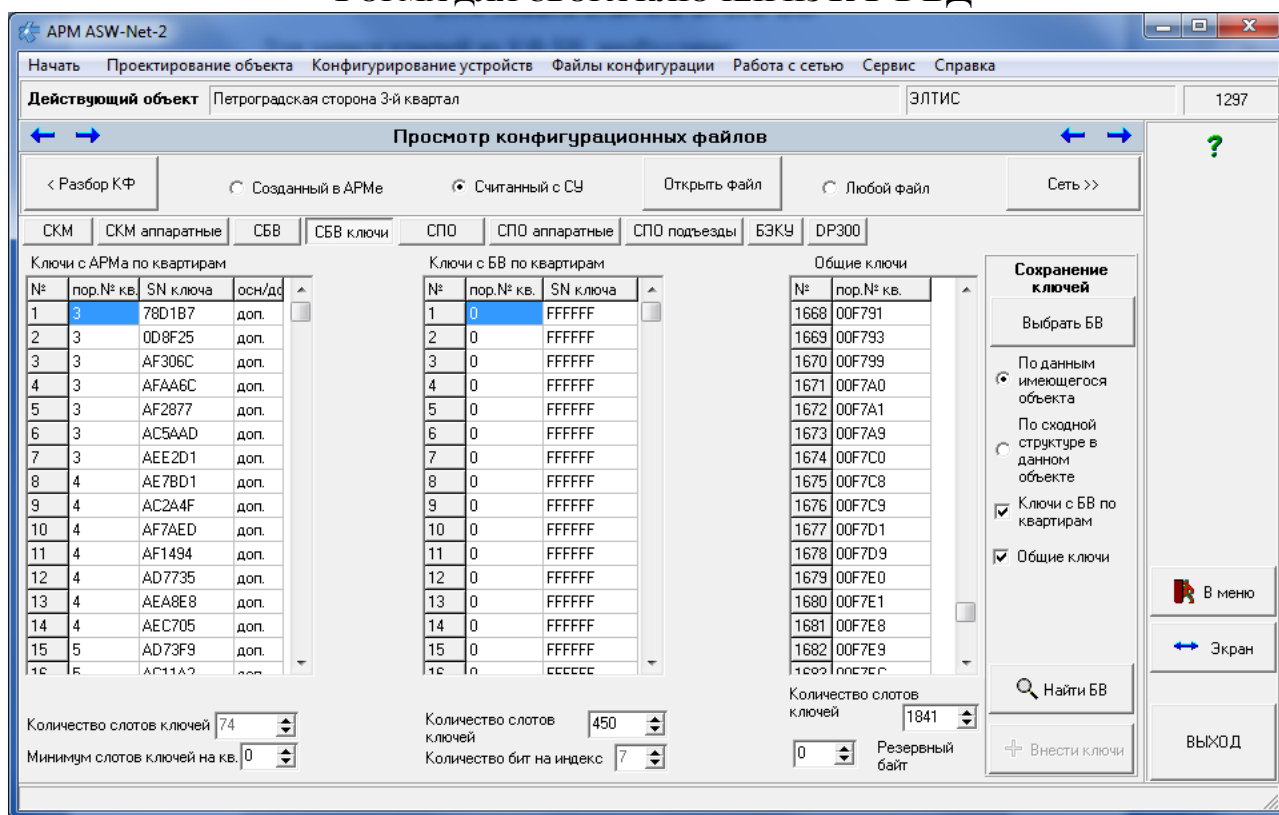 АРМ ASW-Net-2
Начать Проектирование объекта Конфигурирование устройств Файлы конфигурации Работа с сетью Сервис Справка
Действующий объект Петроградская сторона 3-й квартал ЭЛТИС 1297
Просмотр конфигурационных файлов
< Разбор КФ Созданный в АРМе Считанный с СУ Открыть файл Любой файл Сеть >>
СКМ СКМ аппаратные СБВ СБВ ключи СПО СПО аппаратные СПО подъезды БЭКУ DP300
Ключи с АРМа по квартирам
№ пор.№ кв. SN ключа осн/дс
1 3 78D1B7 доп.
2 3 0D8F25 доп.
3 3 AF306C доп.
4 3 AFAA6C доп.
5 3 AF2877 доп.
6 3 AC5AAD доп.
7 3 AEE2D1 доп.
8 4 AE7BD1 доп.
9 4 AC2A4F доп.
10 4 AF7AED доп.
11 4 AF1494 доп.
12 4 AD7735 доп.
13 4 AEA8E8 доп.
14 4 AEC705 доп.
15 5 AD73F9 доп.
Количество слотов ключей 74
Минимум слотов ключей на кв. 0
Ключи с БВ по квартирам
№ пор.№ кв. SN ключа
1 0 FFFFFF
2 0 FFFFFF
3 0 FFFFFF
4 0 FFFFFF
5 0 FFFFFF
6 0 FFFFFF
7 0 FFFFFF
8 0 FFFFFF
9 0 FFFFFF
10 0 FFFFFF
11 0 FFFFFF
12 0 FFFFFF
13 0 FFFFFF
14 0 FFFFFF
15 0 FFFFFF
16 0 FFFFFF
Количество слотов
ключей 450
Количество бит на индекс 7
Общие ключи
№ пор.№ кв.
1668 00F791
1669 00F793
1670 00F799
1671 00F7A0
1672 00F7A1
1673 00F7A9
1674 00F7C0
1675 00F7C8
1676 00F7C9
1677 00F7D1
1678 00F7D9
1679 00F7E0
1680 00F7E1
1681 00F7E8
1682 00F7E9
Количество слотов
ключей 1841
0 Резервный
байт
Сохранение
ключей
Выбрать БВ
По данным
имеющегося
объекта
По сходной
структуре в
данном
объекте
Ключи с БВ по
квартирам
Общие ключи
Найти БВ
Внести ключи
?
В меню
Экран
ВЫХОД